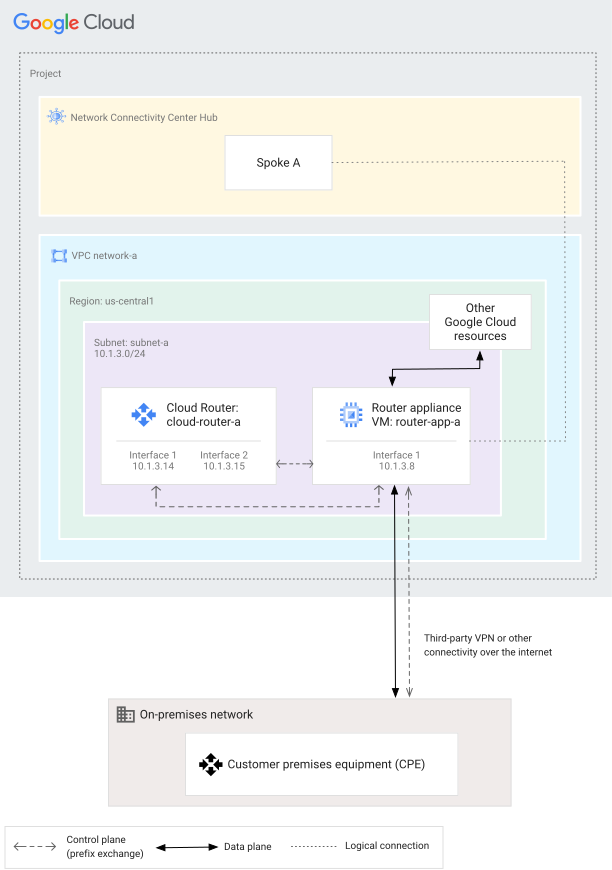 Google Cloud
Project
Network Connectivity Center Hub
Spoke A
VPC network-a
Region: us-central1
Other
Google Cloud
resources
Subnet: subnet-a
10.1.3.0/24
Cloud Router:
cloud-router-a
Interface 1
10.1.3.14
Interface 2
10.1.3.15
Router appliance
VM: router-app-a
Interface 1
10.1.3.8
Third-party VPN or other
connectivity over the internet
On-premises network
Customer premises equipment (CPE)
Control plane
(prefix exchange)
Data plane
Logical connection